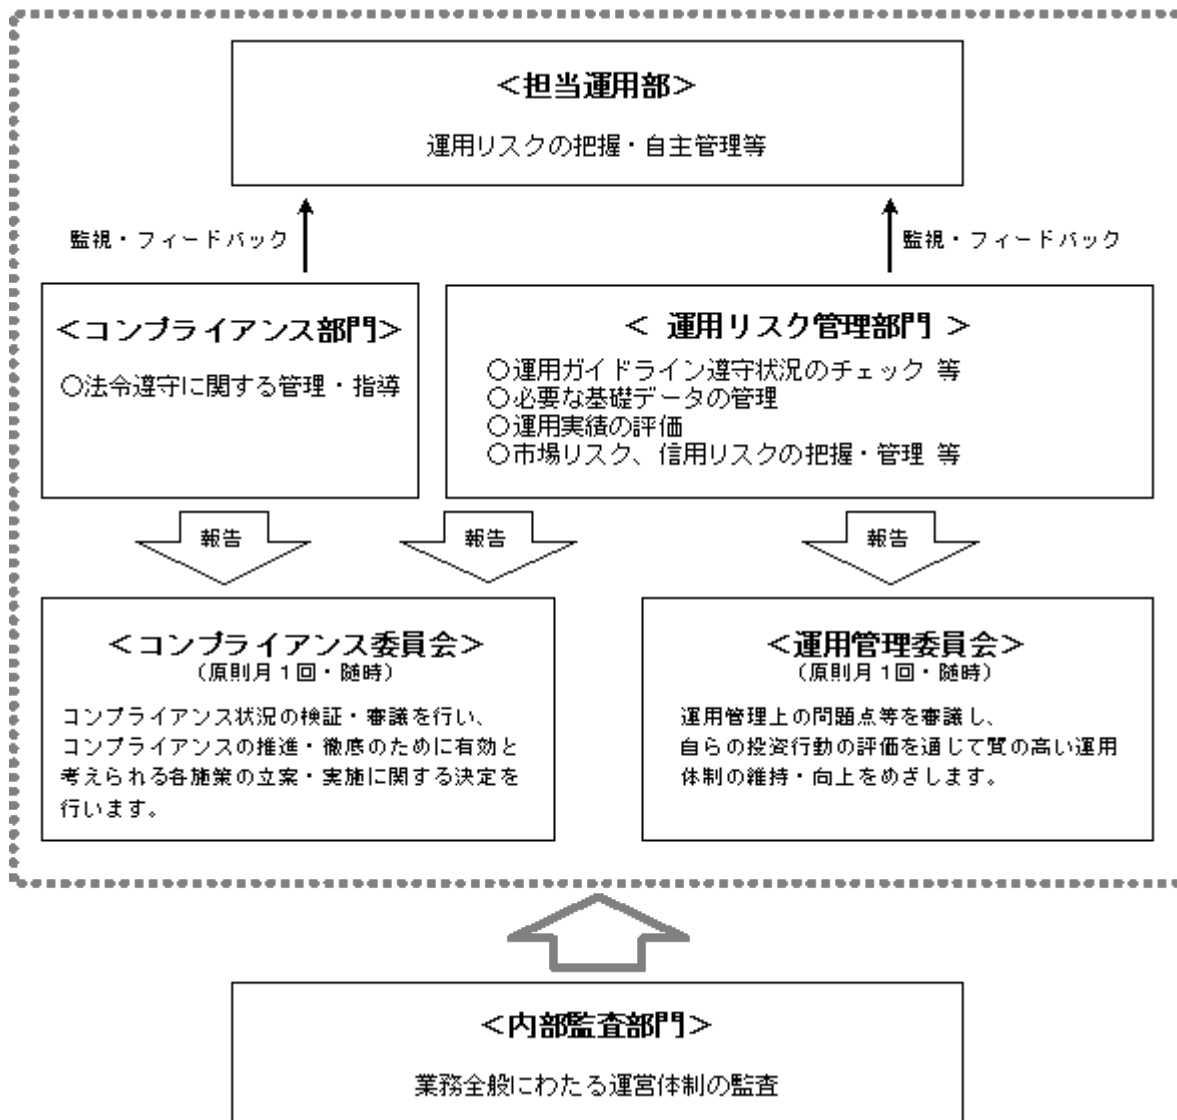 ＜担当運用部＞
運用リスクの把握・自主管理等
監視・フィードバック
監視・フィードバック
＜コンプライアンス部門＞
○法令遵守に関する管理・指導
＜ 運用リスク管理部門 ＞
○運用ガイドライン遵守状況のチェック 等
○必要な基礎データの管理
○運用実績の評価
○市場リスク、信用リスクの把握・管理 等
報告
報告
報告
＜コンプライアンス委員会＞
（原則月１回・随時）
コンプライアンス状況の検証・審議を行い、
コンプライアンスの推進・徹底のために有効と
考えられる各施策の立案・実施に関する決定を
行います。
＜運用管理委員会＞
（原則月１回・随時）
運用管理上の問題点等を審議し、
自らの投資行動の評価を通じて質の高い運用
体制の維持・向上をめざします。
＜内部監査部門＞
業務全般にわたる運営体制の監査